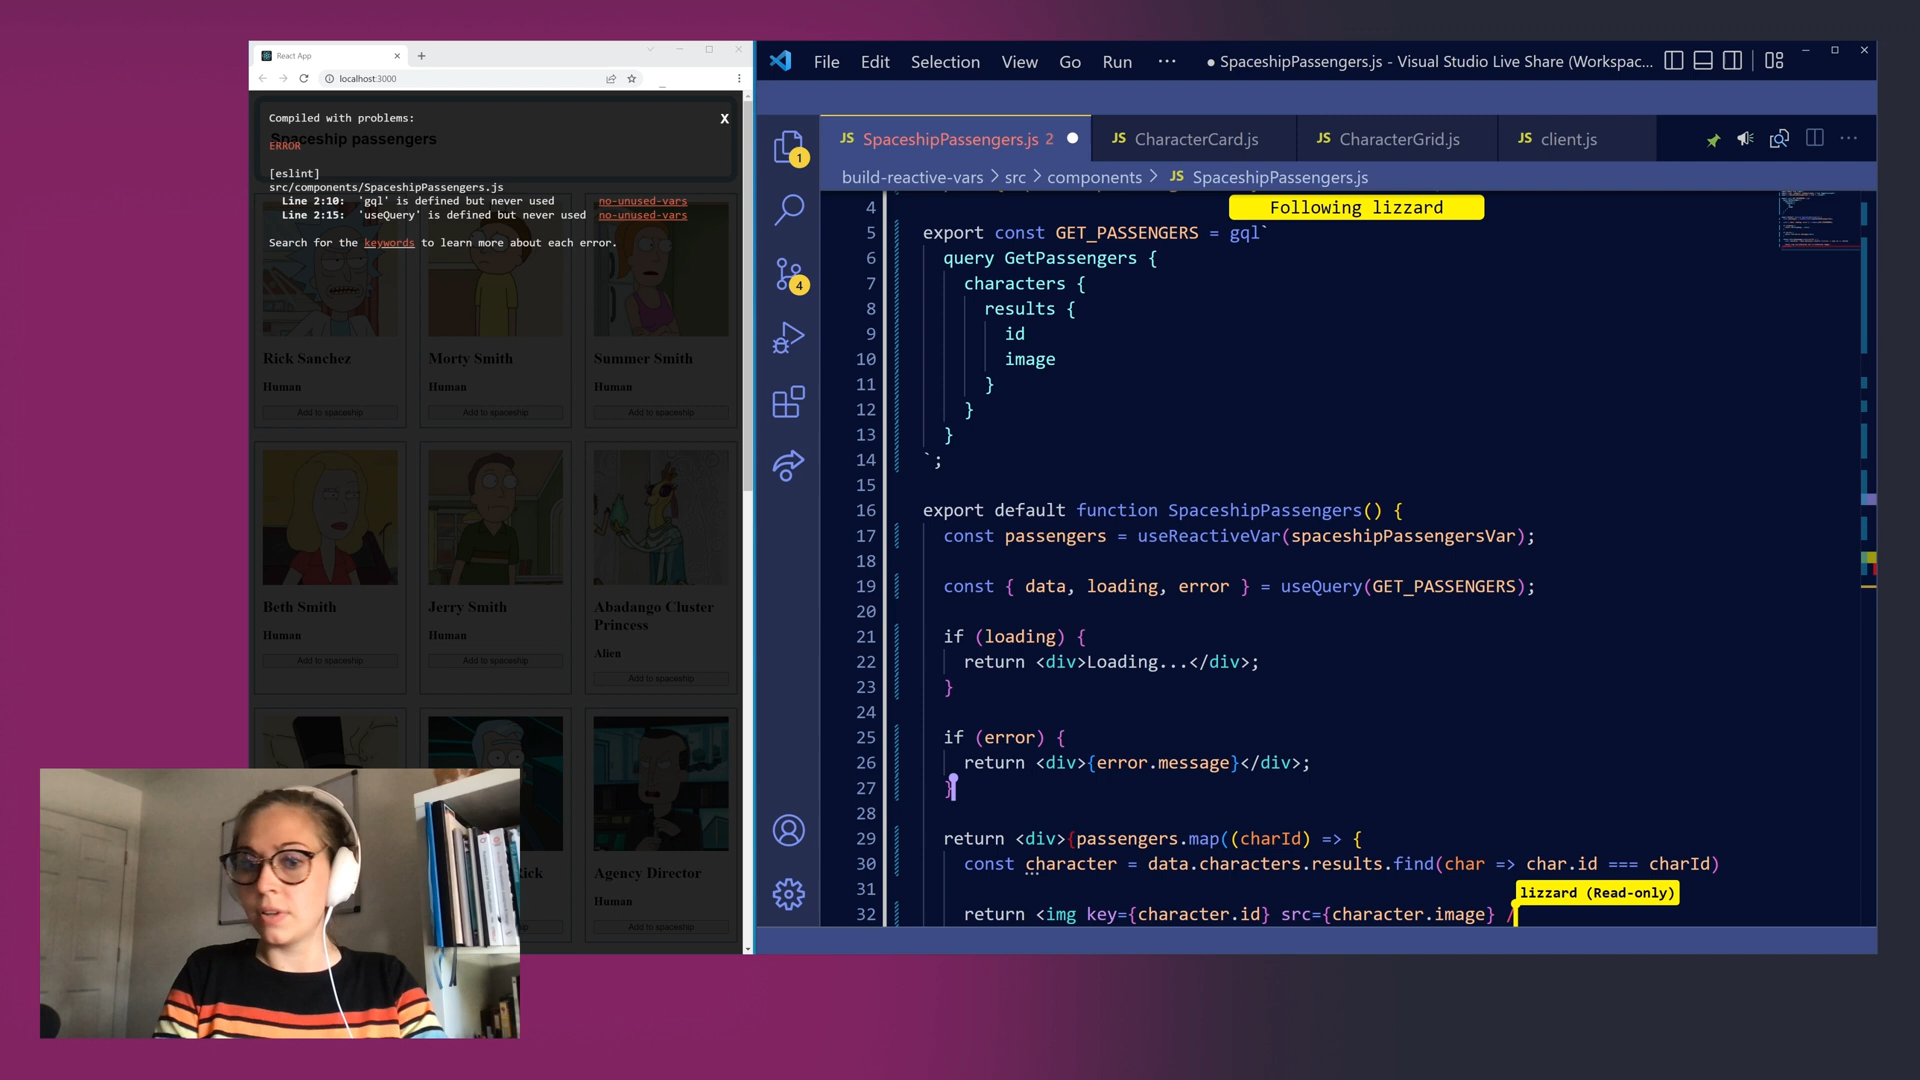 React App
localhost:3000
Compiled with problems:
X
Spaceship passengers
ERROR
[eslint]
src/components/SpaceshipPassengers.js
Line 2:10: 'gql' is defined but never used no-unused-vars
Line 2:15: 'useQuery' is defined but never used no-unused-vars
Search for the keywords to learn more about each error.
Rick Sanchez
Morty Smith
Summer Smith
Human
Human
Human
Add to spaceship
Add to spaceship
Add to spaceship
Beth Smith
Jerry Smith
Abadango Cluster Princess
Human
Human
Alien
Add to spaceship
Add to spaceship
Add to spaceship
Agency Director
Human
File Edit Selection View Go Run ··· ● SpaceshipPassengers.js - Visual Studio Live Share (Workspac...
1
4
JS SpaceshipPassengers.js 2
JS CharacterCard.js
JS CharacterGrid.js
JS client.js
build-reactive-vars > src > components > JS SpaceshipPassengers.js
Following lizzard
4
5 export const GET_PASSENGERS = gql`
6 query GetPassengers {
7 characters {
8 results {
9 id
10 image
11 }
12 }
13 }
14 `;
15
16 export default function SpaceshipPassengers() {
17 const passengers = useReactiveVar(spaceshipPassengersVar);
18
19 const { data, loading, error } = useQuery(GET_PASSENGERS);
20
21 if (loading) {
22 return <div>Loading...</div>;
23 }
24
25 if (error) {
26 return <div>{error.message}</div>;
27 }
28
29 return <div>{passengers.map((charId) => {
30 const character = data.characters.results.find(char => char.id === charId)
31
lizzard (Read-only)
32 return <img key={character.id} src={character.image} /